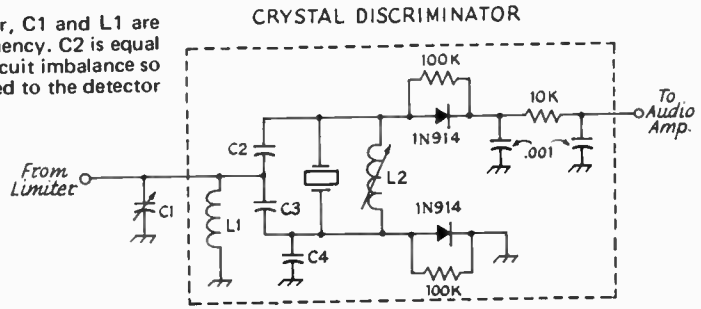 CRYSTAL DISCRIMINATOR
r, C1 and L1 are
ency. C2 is equal
cuit imbalance so
ed to the detector
100K
10K
To
Audio
Amp.
1N914
.001
C2
L2
From
Limiter
C1
L1
C3
1N914
C4
100K